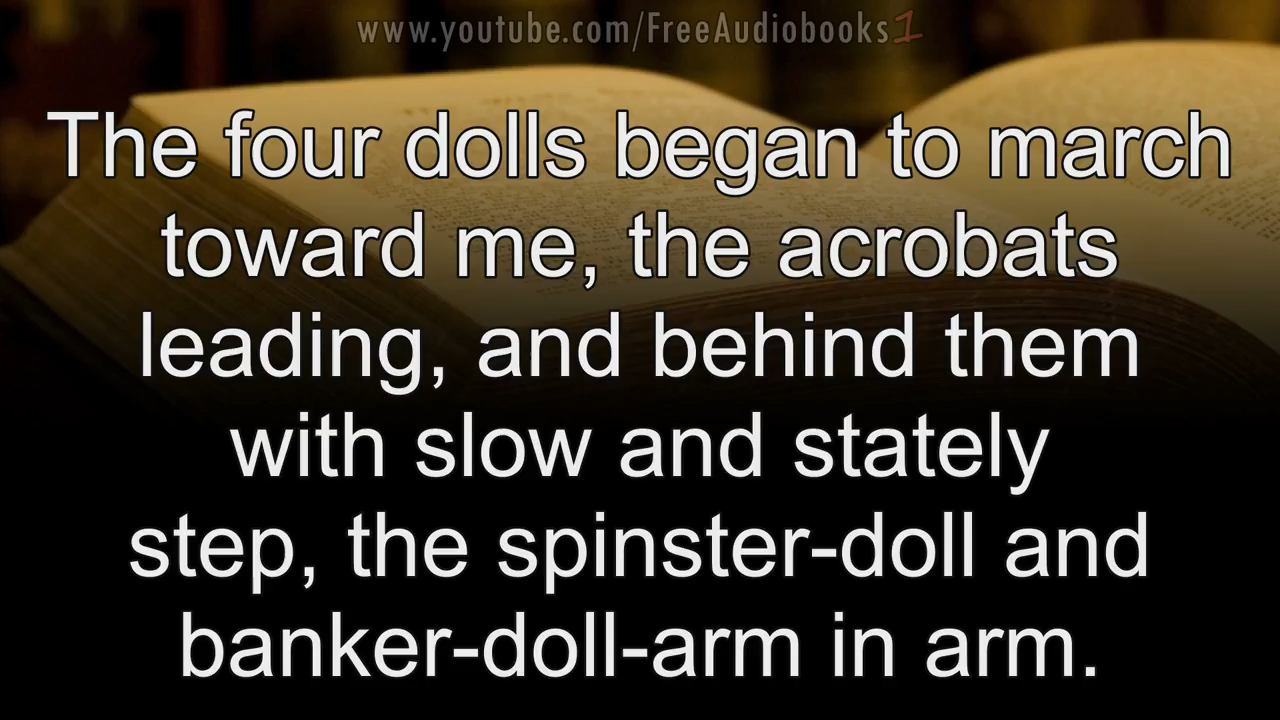 www.youtube.com/FreeAudiobooks1
The four dolls began to march
toward me, the acrobats
leading, and behind them
with slow and stately
step, the spinster-doll and
banker-doll-arm in arm.